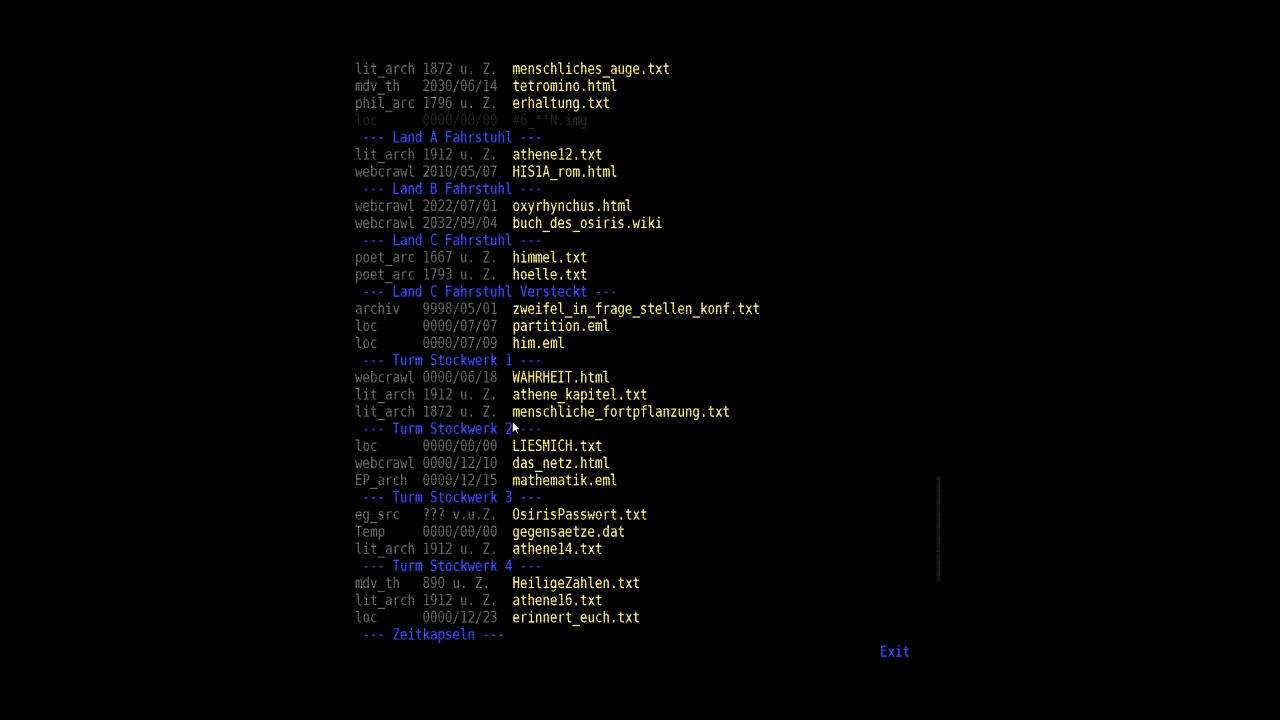 lit_arch 1872 u. Z. menschliches_auge.txt
mdv_th 2030/06/14 tetromino.html
phil_arc 1796 u. Z. erhaltung.txt
loc 0000/00/00 #6_**N.img
--- Land A Fahrstuhl ---
lit_arch 1912 u. Z. athene12.txt
webcrawl 2010/05/07 HIS1A_rom.html
--- Land B Fahrstuhl ---
webcrawl 2022/07/01 oxyrhynchus.html
webcrawl 2032/09/04 buch_des_osiris.wiki
--- Land C Fahrstuhl ---
poet_arc 1667 u. Z. himmel.txt
poet_arc 1793 u. Z. hoelle.txt
--- Land C Fahrstuhl Versteckt ---
archiv 9998/05/01 zweifel_in_frage_stellen_konf.txt
loc 0000/07/07 partition.eml
loc 0000/07/09 him.eml
--- Turm Stockwerk 1 ---
webcrawl 0000/06/18 WAHRHEIT.html
lit_arch 1912 u. Z. athene_kapitel.txt
lit_arch 1872 u. Z. menschliche_fortpflanzung.txt
--- Turm Stockwerk 2 ---
loc 0000/00/00 LIESMICH.txt
webcrawl 0000/12/10 das_netz.html
EP_arch 0000/12/15 mathematik.eml
--- Turm Stockwerk 3 ---
eg_src ??? v.u.Z. OsirisPasswort.txt
Temp 0000/00/00 gegensaetze.dat
lit_arch 1912 u. Z. athene14.txt
--- Turm Stockwerk 4 ---
mdv_th 890 u. Z. HeiligeZahlen.txt
lit_arch 1912 u. Z. athene16.txt
loc 0000/12/23 erinnert_euch.txt
--- Zeitkapseln ---
Exit